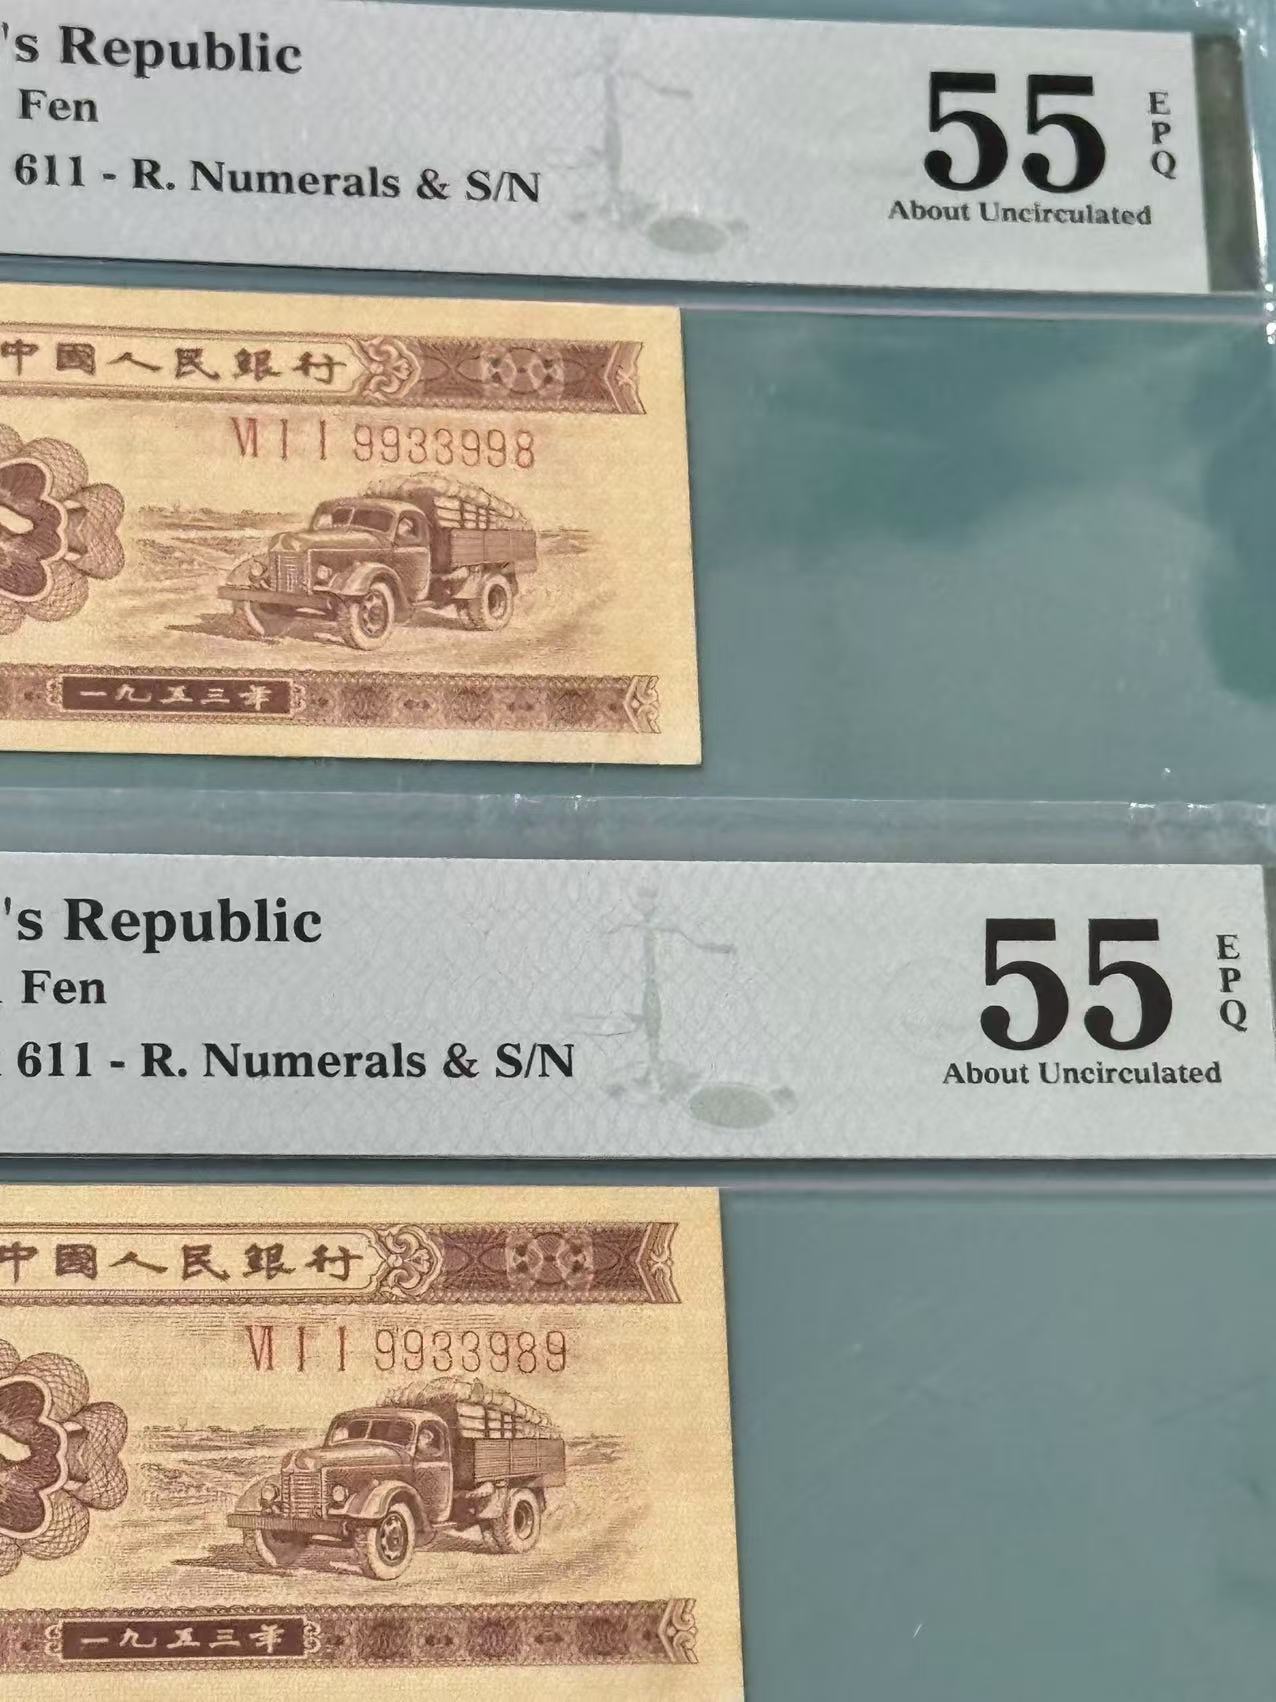 's Republic
Fen
611 - R. Numerals & S/N
55
EPQ
About Uncirculated
中國人民銀行
VI I I 9933998
一九五三年
's Republic
Fen
611 - R. Numerals & S/N
55
EPQ
About Uncirculated
中國人民銀行
VI I I 9933989
一九五三年